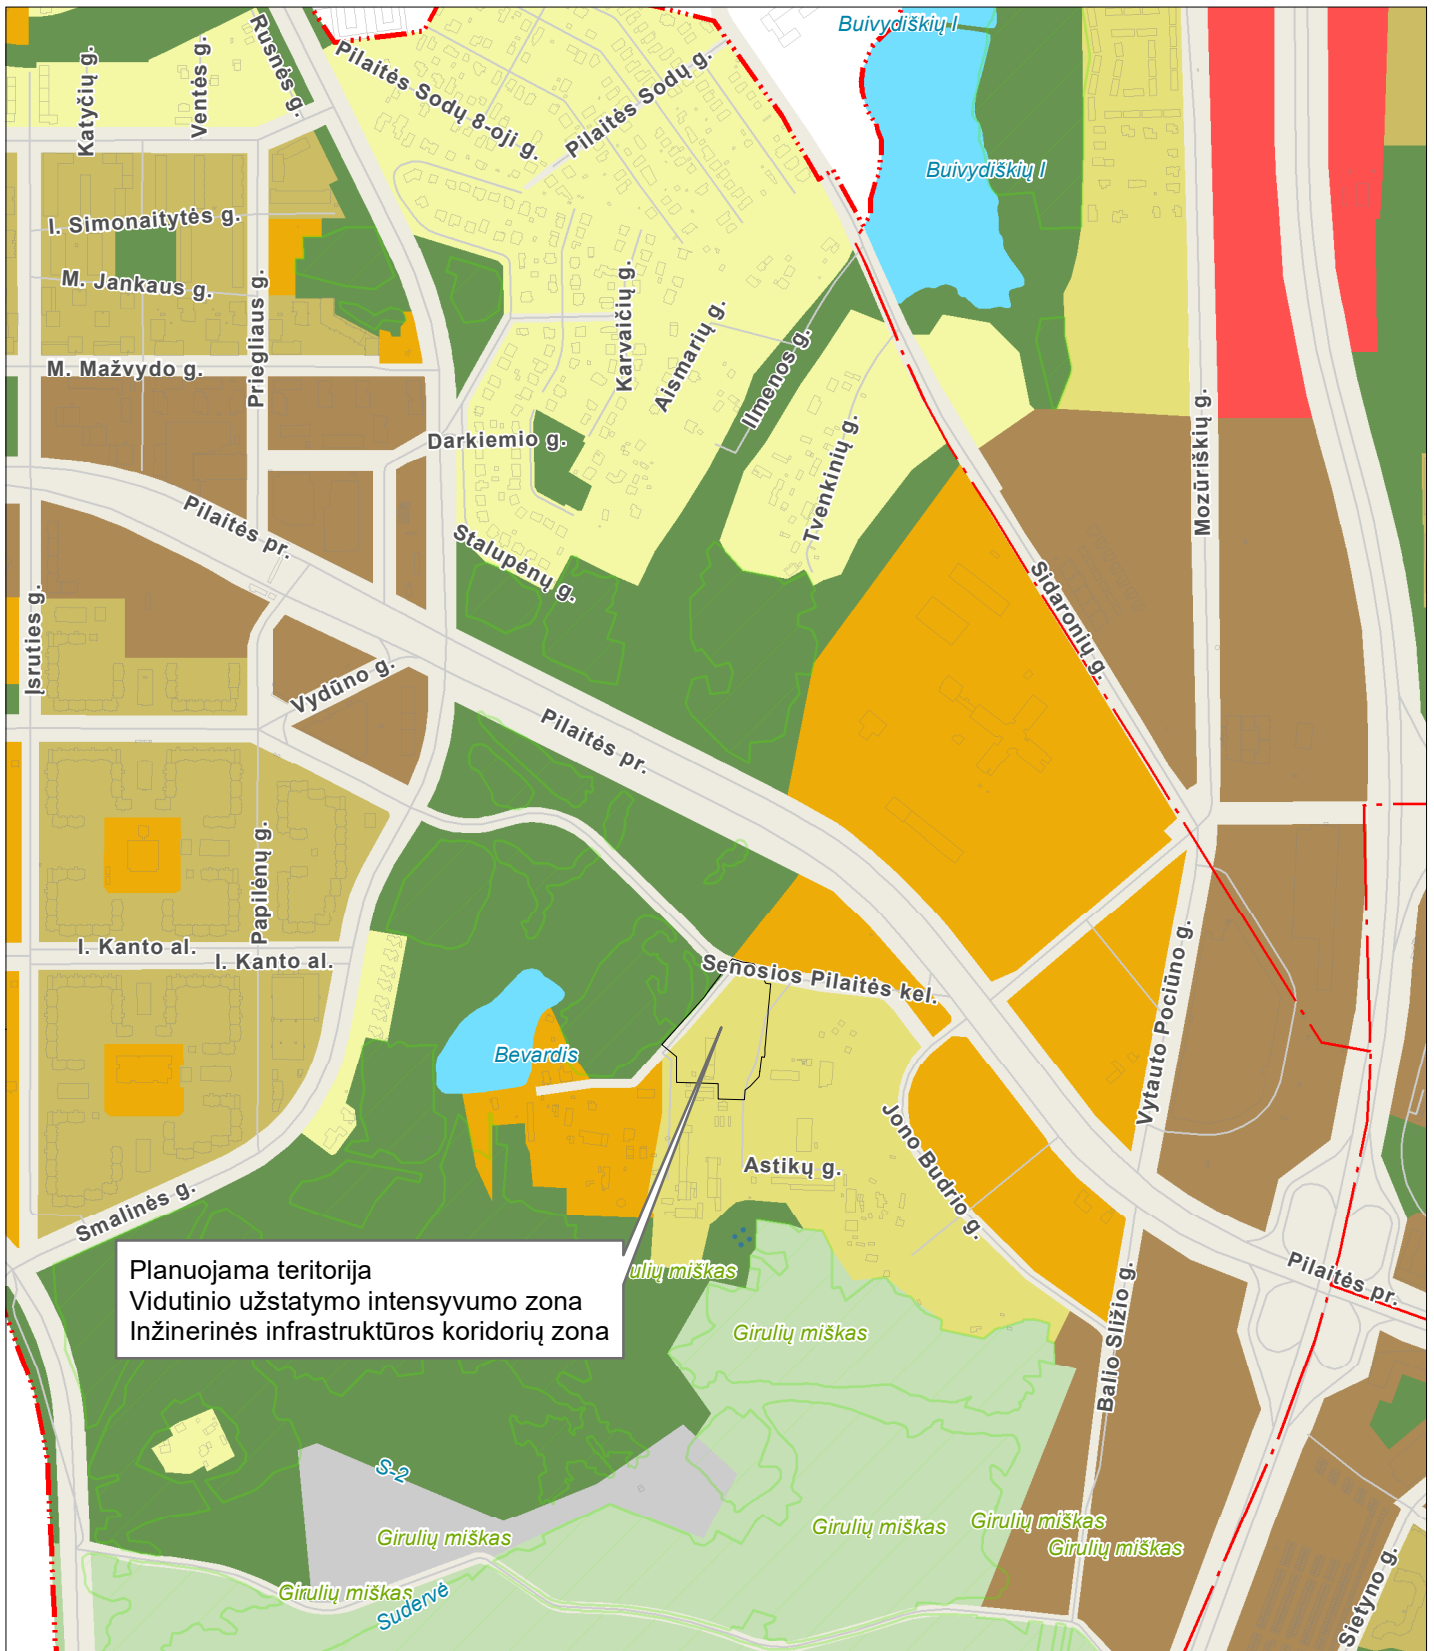 Buivydiškių I
Katyčių g.
Ventės g.
Rusnės g.
Pilaitės Sodų 8-oji g.
Pilaitės Sodų g.
Buivydiškių I
I. Simonaitytės g.
M. Jankaus g.
Priegliaus g.
Karvaičių g.
Aismarių g.
Ilmenos g.
M. Mažvydo g.
Darkiemio g.
Tvenkinių g.
Mozūriškių g.
Pilaitės pr.
Stalupėnų g.
Sidaronių g.
Įsruties g.
Vydūno g.
Pilaitės pr.
Papilėnų g.
I. Kanto al.
I. Kanto al.
Senosios Pilaitės kel.
Vytauto Pociūno g.
Bevardis
Jono Budrio g.
Astikų g.
Smalinės g.
Planuojama teritorija
Vidutinio užstatymo intensyvumo zona
Inžinerinės infrastruktūros koridorių zona
ulių miškas
Pilaitės pr.
Girulių miškas
Balio Sližio g.
S-2
Girulių miškas
Girulių miškas
Girulių miškas
Girulių miškas
Girulių miškas
Sudervė
Sietyno g.